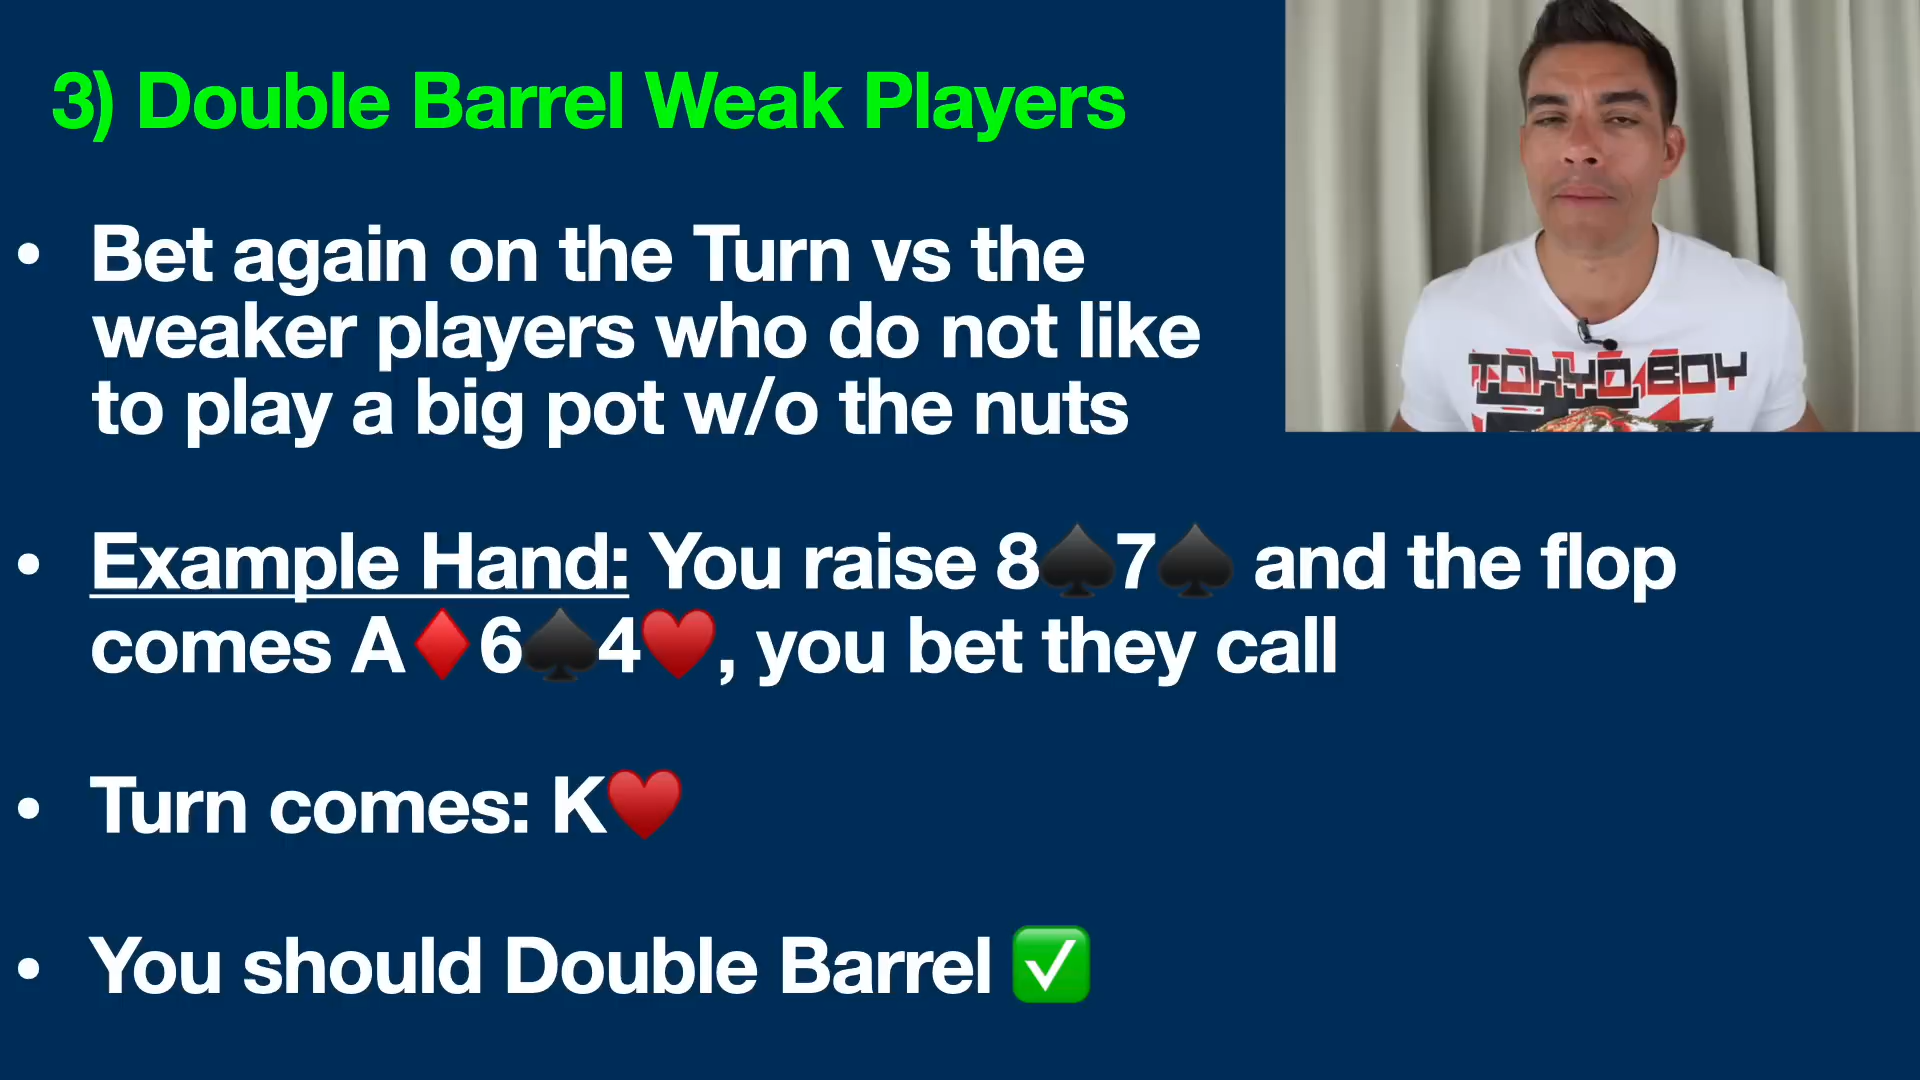 3) Double Barrel Weak Players
• Bet again on the Turn vs the
weaker players who do not like
to play a big pot w/o the nuts
• Example Hand: You raise 8♠️7♠️ and the flop
comes A♦️6♠️4♥️, you bet they call
• Turn comes: K♥️
• You should Double Barrel ✅
TOKYO BOY